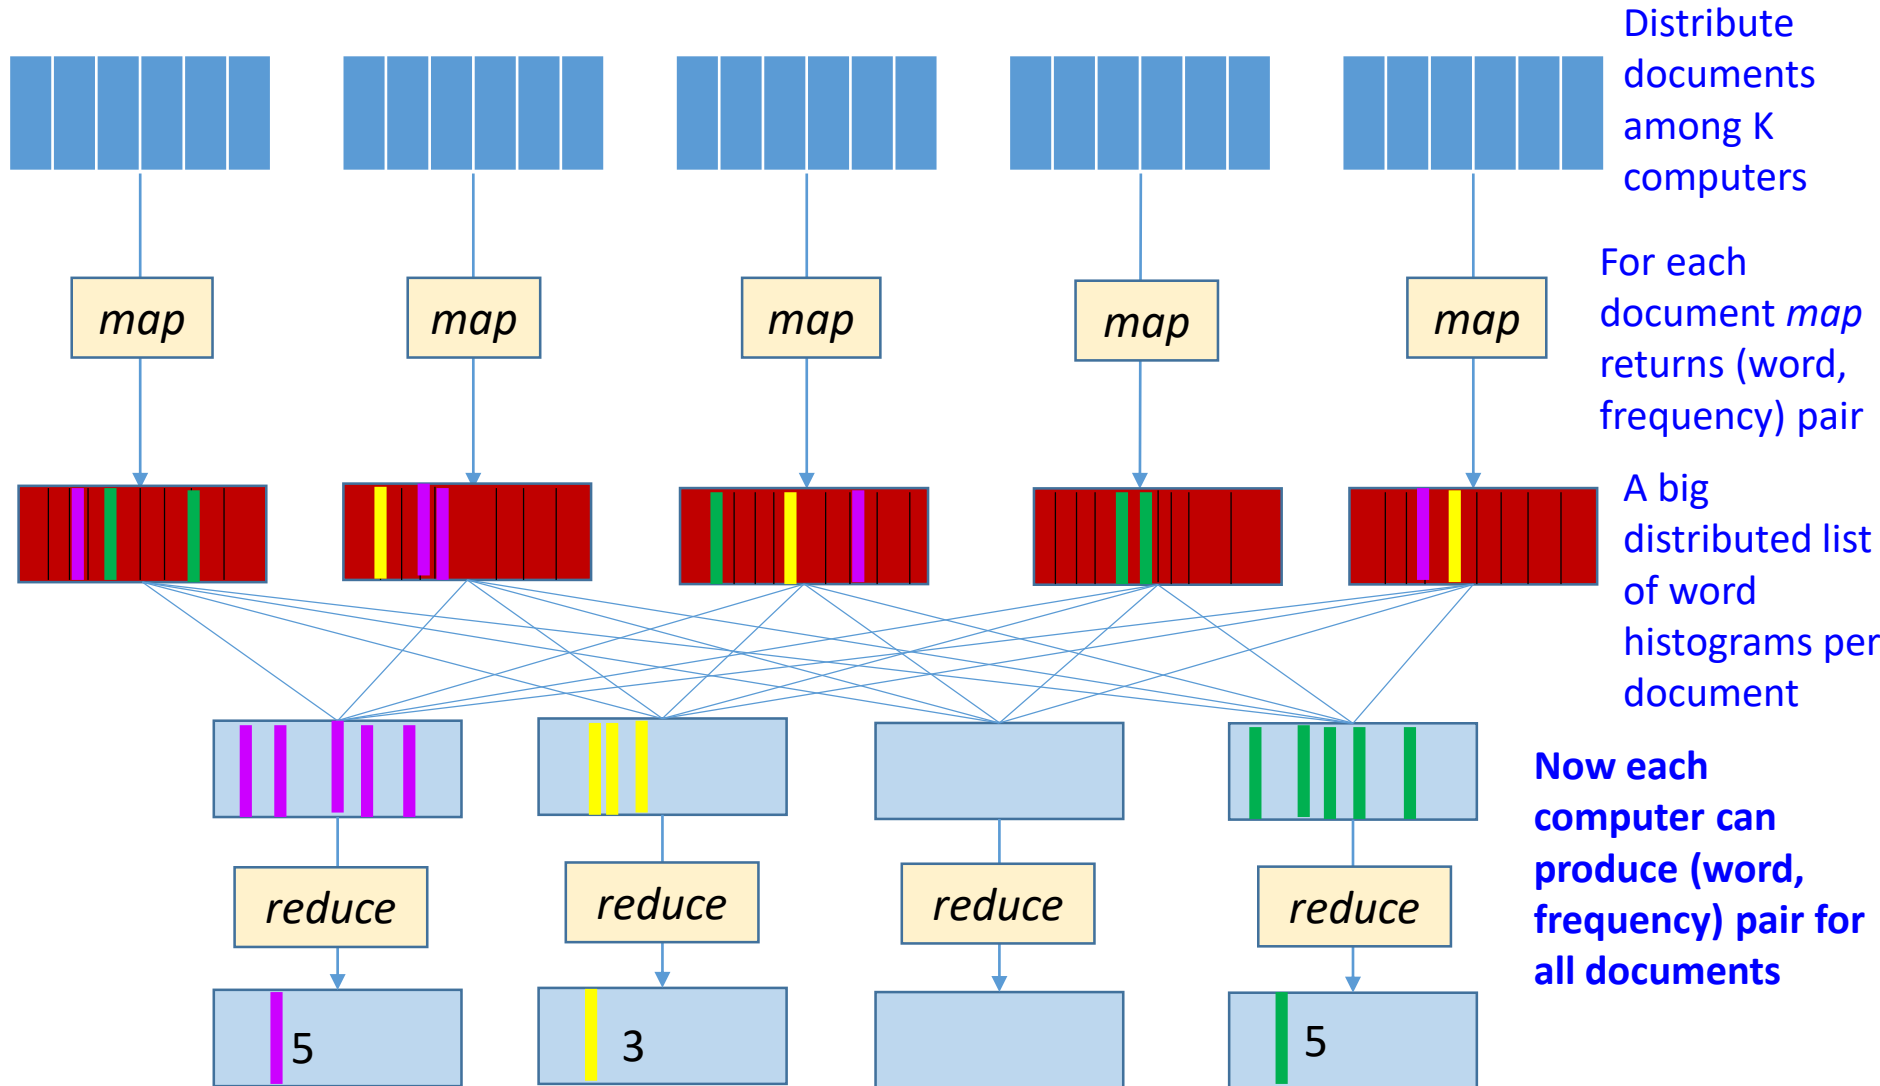 Distribute
documents
among K
computers
map
map
map
map
map
For each
document map
returns (word,
frequency) pair
A big
distributed list
of word
histograms per
document
Now each
computer can
produce (word,
frequency) pair for
all documents
reduce
reduce
reduce
reduce
5
3
5